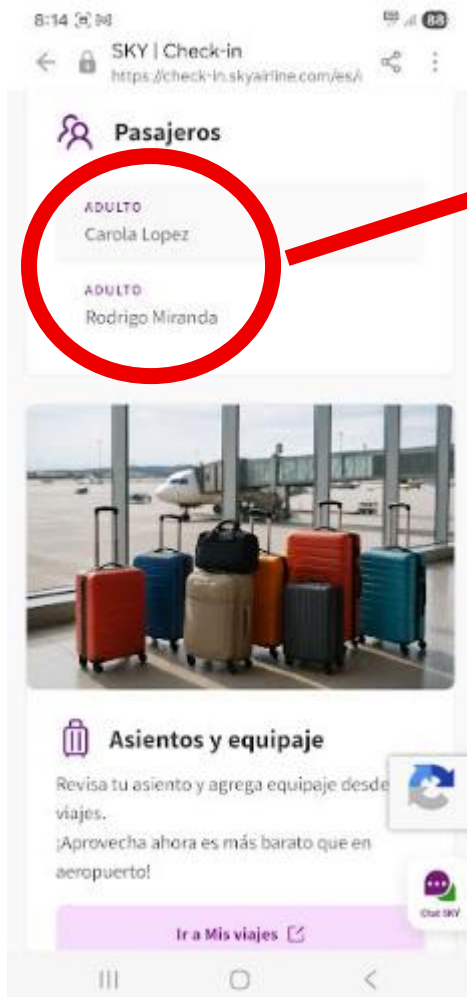 8:14
88
SKY | Check-in
https://check-in.skyairline.com/es/i
Pasajeros
ADULTO
Carola Lopez
ADULTO
Rodrigo Miranda
Asientos y equipaje
Revisa tu asiento y agrega equipaje desde
viajes.
¡Aprovecha ahora es más barato que en
aeropuerto!
Chat SKY
Ir a Mis viajes